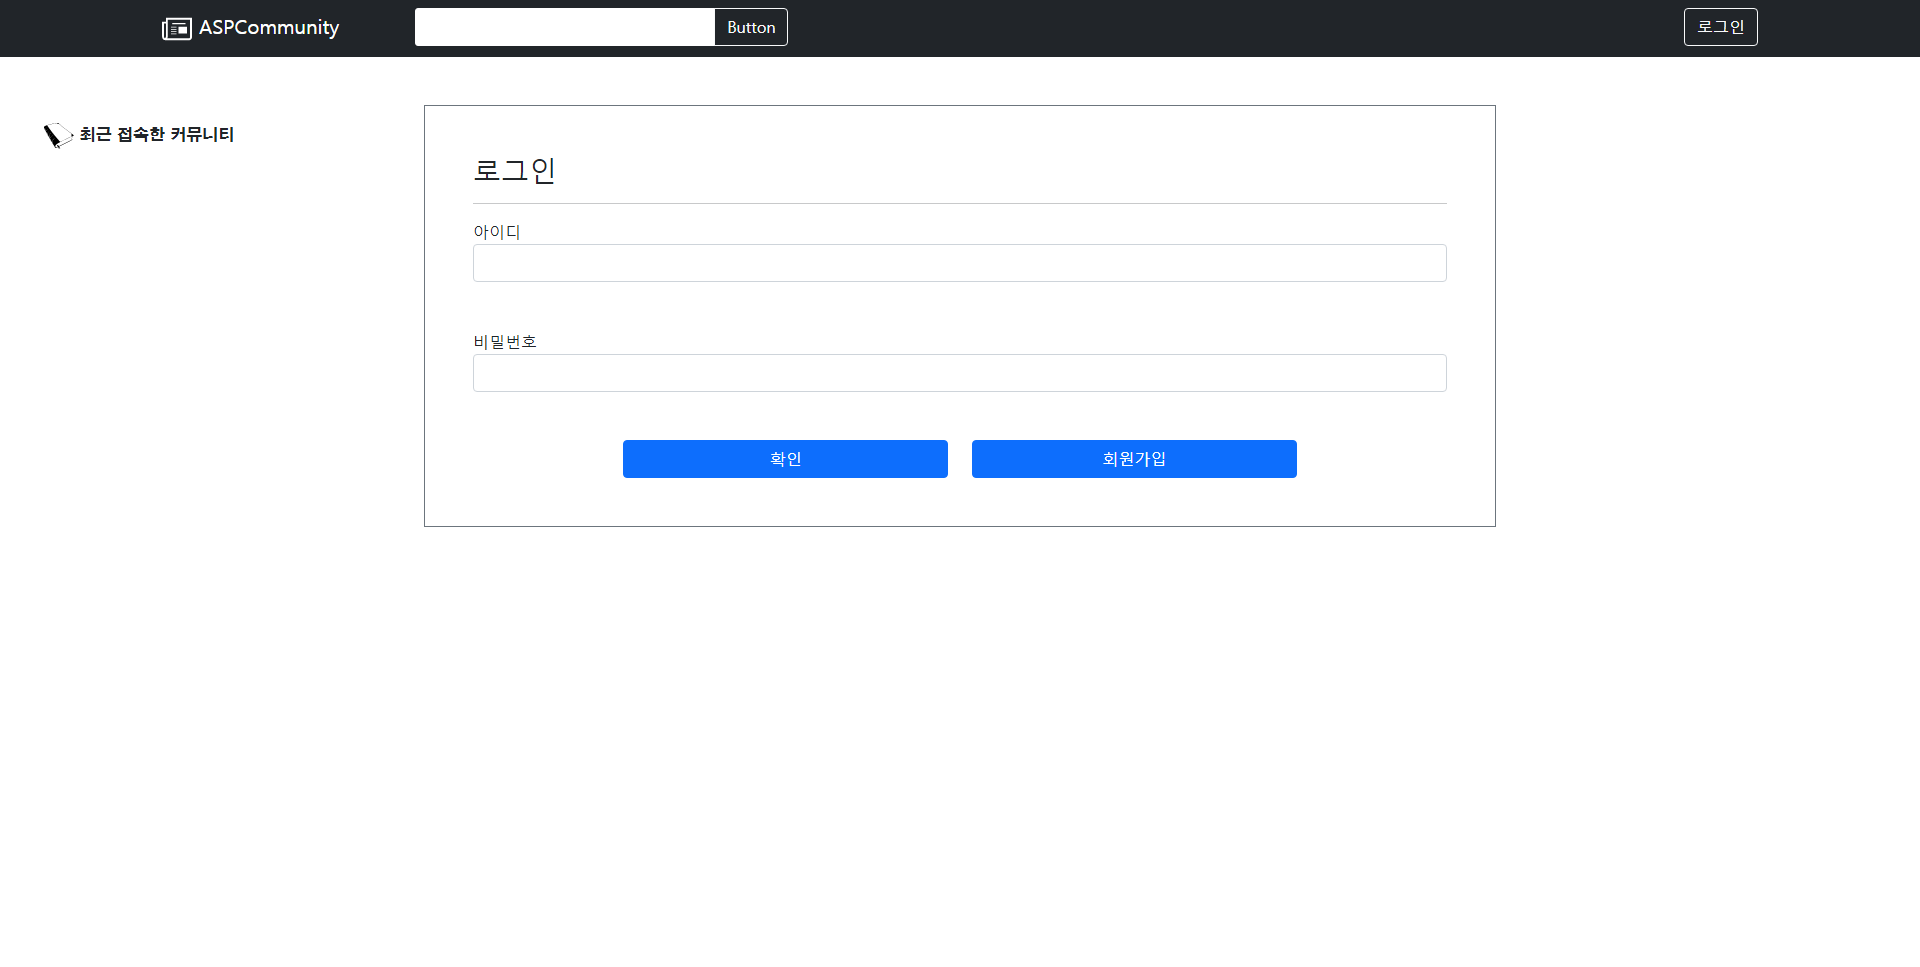 ASPCommunity
Button
로그인
최근 접속한 커뮤니티
로그인
아이디
비밀번호
확인
회원가입